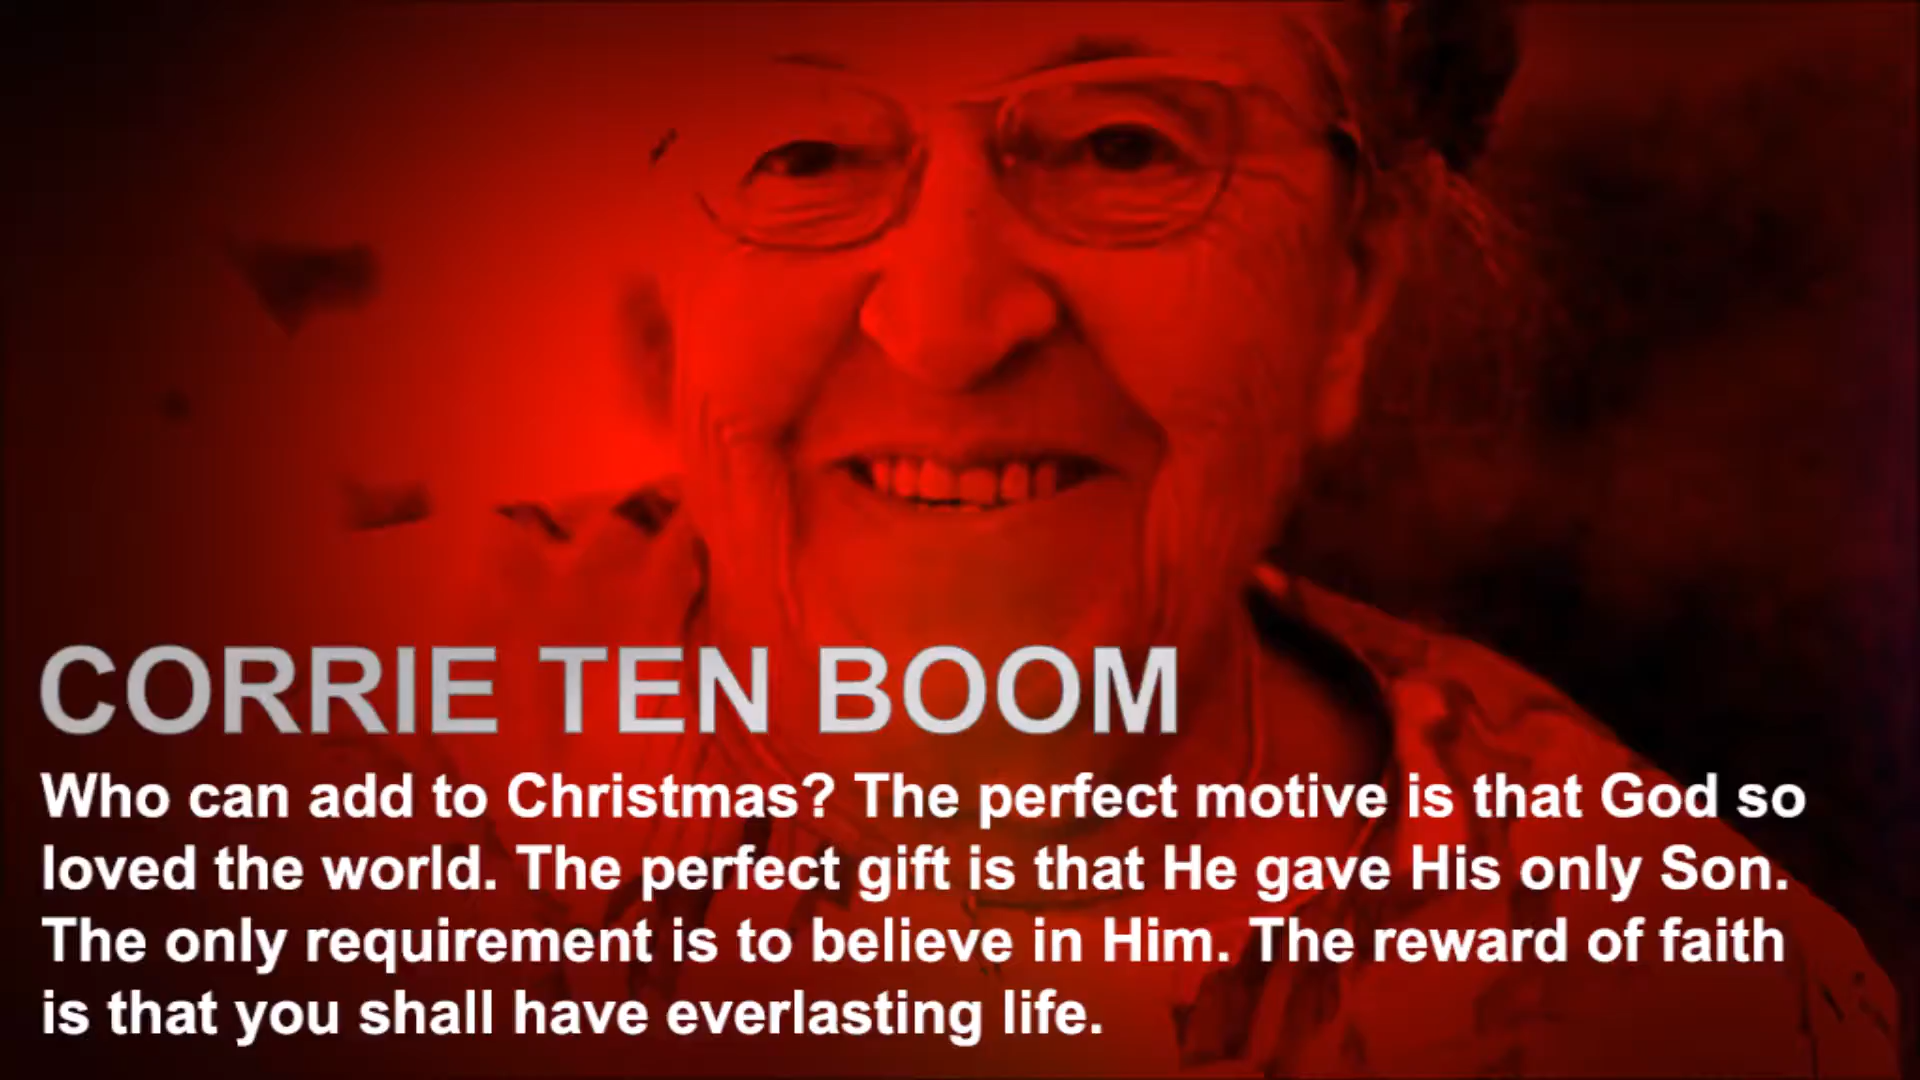 CORRIE TEN BOOM
Who can add to Christmas? The perfect motive is that God so
loved the world. The perfect gift is that He gave His only Son.
The only requirement is to believe in Him. The reward of faith
is that you shall have everlasting life.